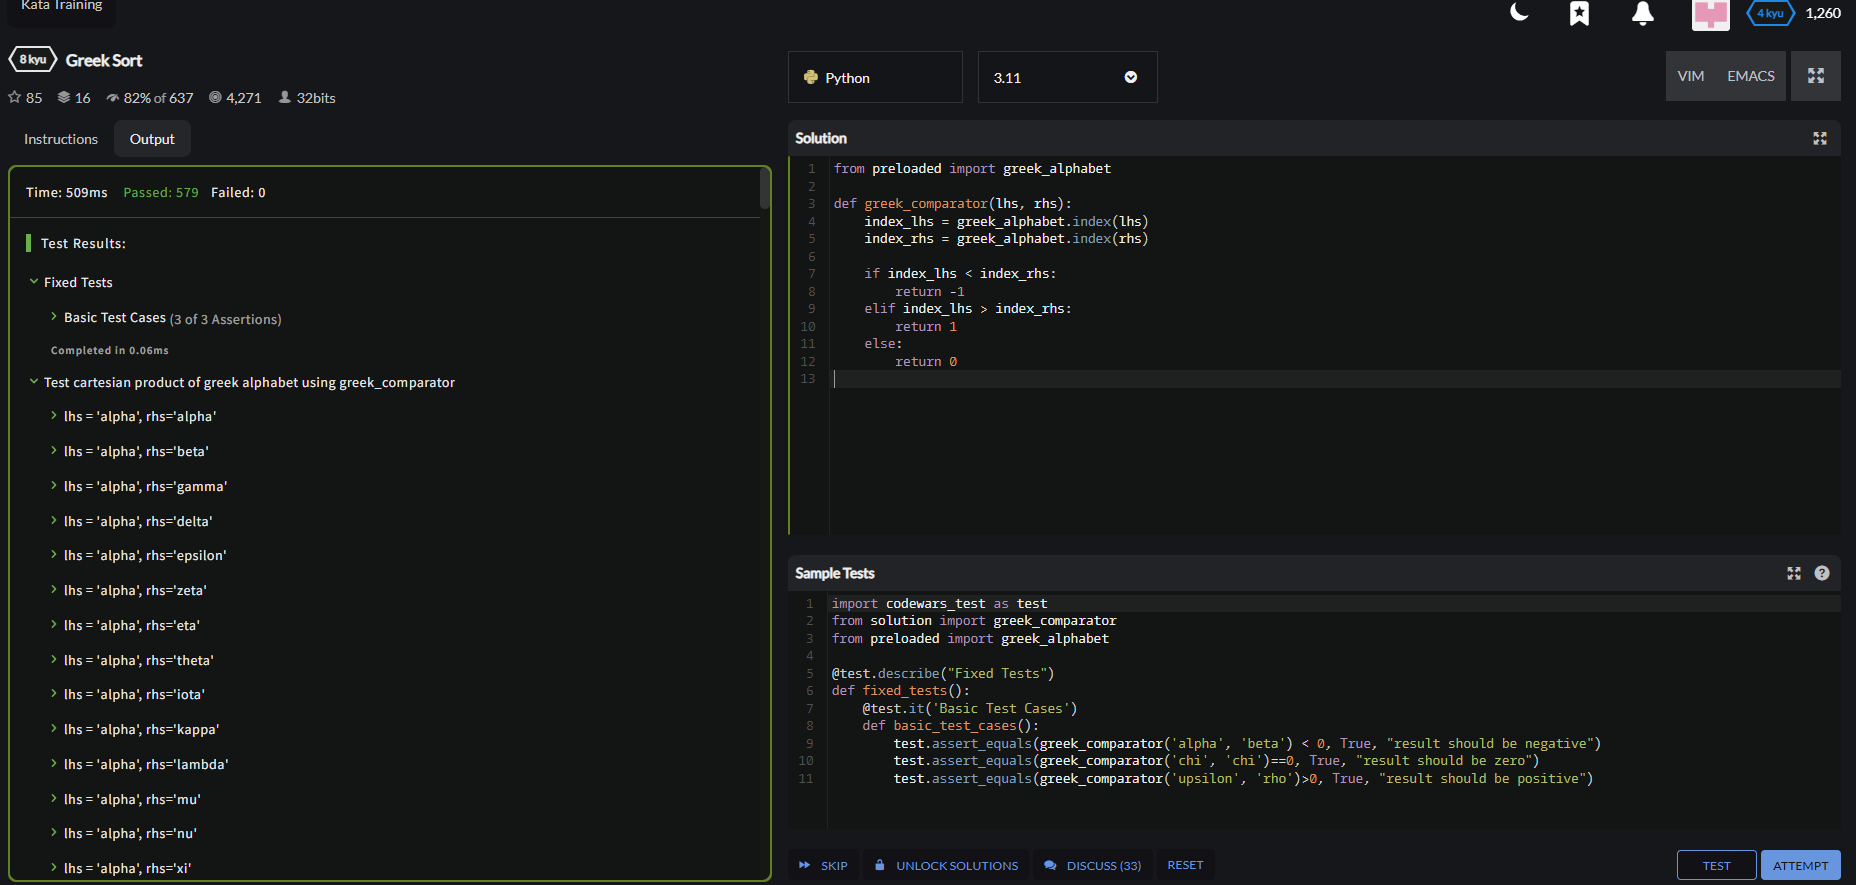 Kata Training
4 kyu 1,260
8 kyu Greek Sort
85 16 82% of 637 4,271 32bits
Instructions Output
Time: 509ms Passed: 579 Failed: 0
Test Results:
Fixed Tests
Basic Test Cases (3 of 3 Assertions)
Completed in 0.06ms
Test cartesian product of greek alphabet using greek_comparator
lhs = 'alpha', rhs='alpha'
lhs = 'alpha', rhs='beta'
lhs = 'alpha', rhs='gamma'
lhs = 'alpha', rhs='delta'
lhs = 'alpha', rhs='epsilon'
lhs = 'alpha', rhs='zeta'
lhs = 'alpha', rhs='eta'
lhs = 'alpha', rhs='theta'
lhs = 'alpha', rhs='iota'
lhs = 'alpha', rhs='kappa'
lhs = 'alpha', rhs='lambda'
lhs = 'alpha', rhs='mu'
lhs = 'alpha', rhs='nu'
lhs = 'alpha', rhs='xi'
Python 3.11 VIM EMACS
Solution
1 from preloaded import greek_alphabet
2
3 def greek_comparator(lhs, rhs):
4     index_lhs = greek_alphabet.index(lhs)
5     index_rhs = greek_alphabet.index(rhs)
6
7     if index_lhs < index_rhs:
8         return -1
9     elif index_lhs > index_rhs:
10         return 1
11     else:
12         return 0
13
Sample Tests ?
1 import codewars_test as test
2 from solution import greek_comparator
3 from preloaded import greek_alphabet
4
5 @test.describe("Fixed Tests")
6 def fixed_tests():
7     @test.it('Basic Test Cases')
8     def basic_test_cases():
9         test.assert_equals(greek_comparator('alpha', 'beta') < 0, True, "result should be negative")
10         test.assert_equals(greek_comparator('chi', 'chi')==0, True, "result should be zero")
11         test.assert_equals(greek_comparator('upsilon', 'rho')>0, True, "result should be positive")
SKIP UNLOCK SOLUTIONS DISCUSS (33) RESET TEST ATTEMPT